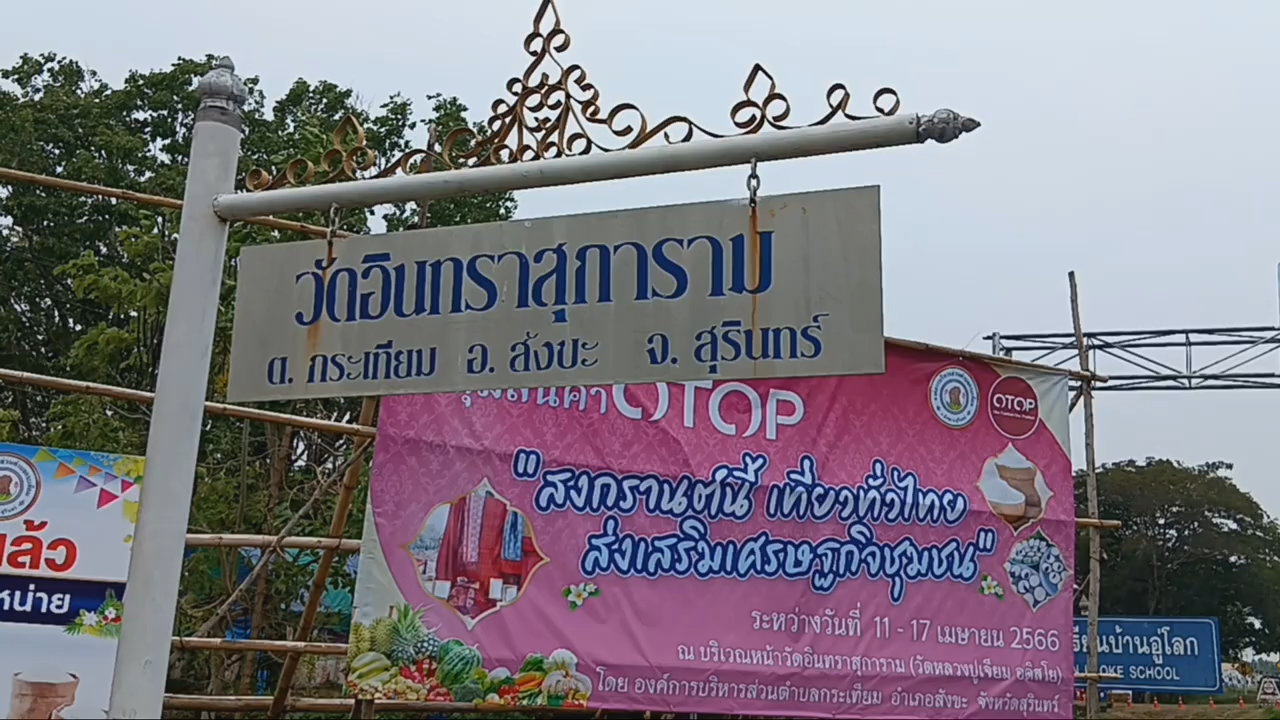 วัดอินทราสุการาม
ต. กระเทียม อ. สังขะ จ. สุรินทร์
OTOP
OTOP
"สงกรานต์นี้ เที่ยวทั่วไทย
ส่งเสริมเศรษฐกิจชุมชน"
ระหว่างวันที่ 11 - 17 เมษายน 2566
ณ บริเวณหน้าวัดอินทราสุการาม (วัดหลวงปู่เจียม อติสโย)
โดย องค์การบริหารส่วนตำบลกระเทียม อำเภอสังขะ จังหวัดสุรินทร์
ล้ว
หน่าย
รียนบ้านอู่โลก
LOKE SCHOOL